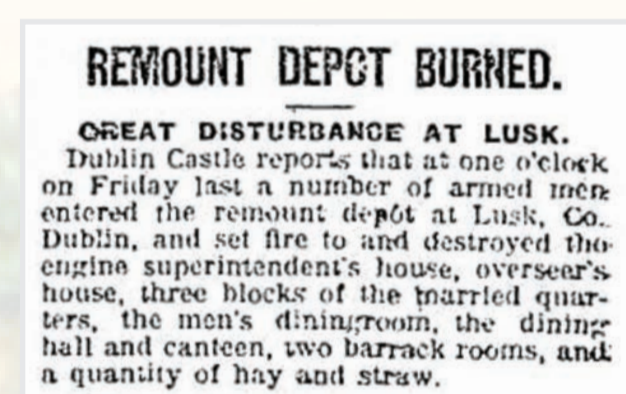 REMOUNT DEPOT BURNED.
GREAT DISTURBANCE AT LUSK.
Dublin Castle reports that at one o'clock
on Friday last a number of armed men
entered the remount depôt at Lusk, Co.
Dublin, and set fire to and destroyed the
engine superintendent's house, overseer's
house, three blocks of the married quar-
ters, the men's diningroom, the dining
hall and canteen, two barrack rooms, and
a quantity of hay and straw.